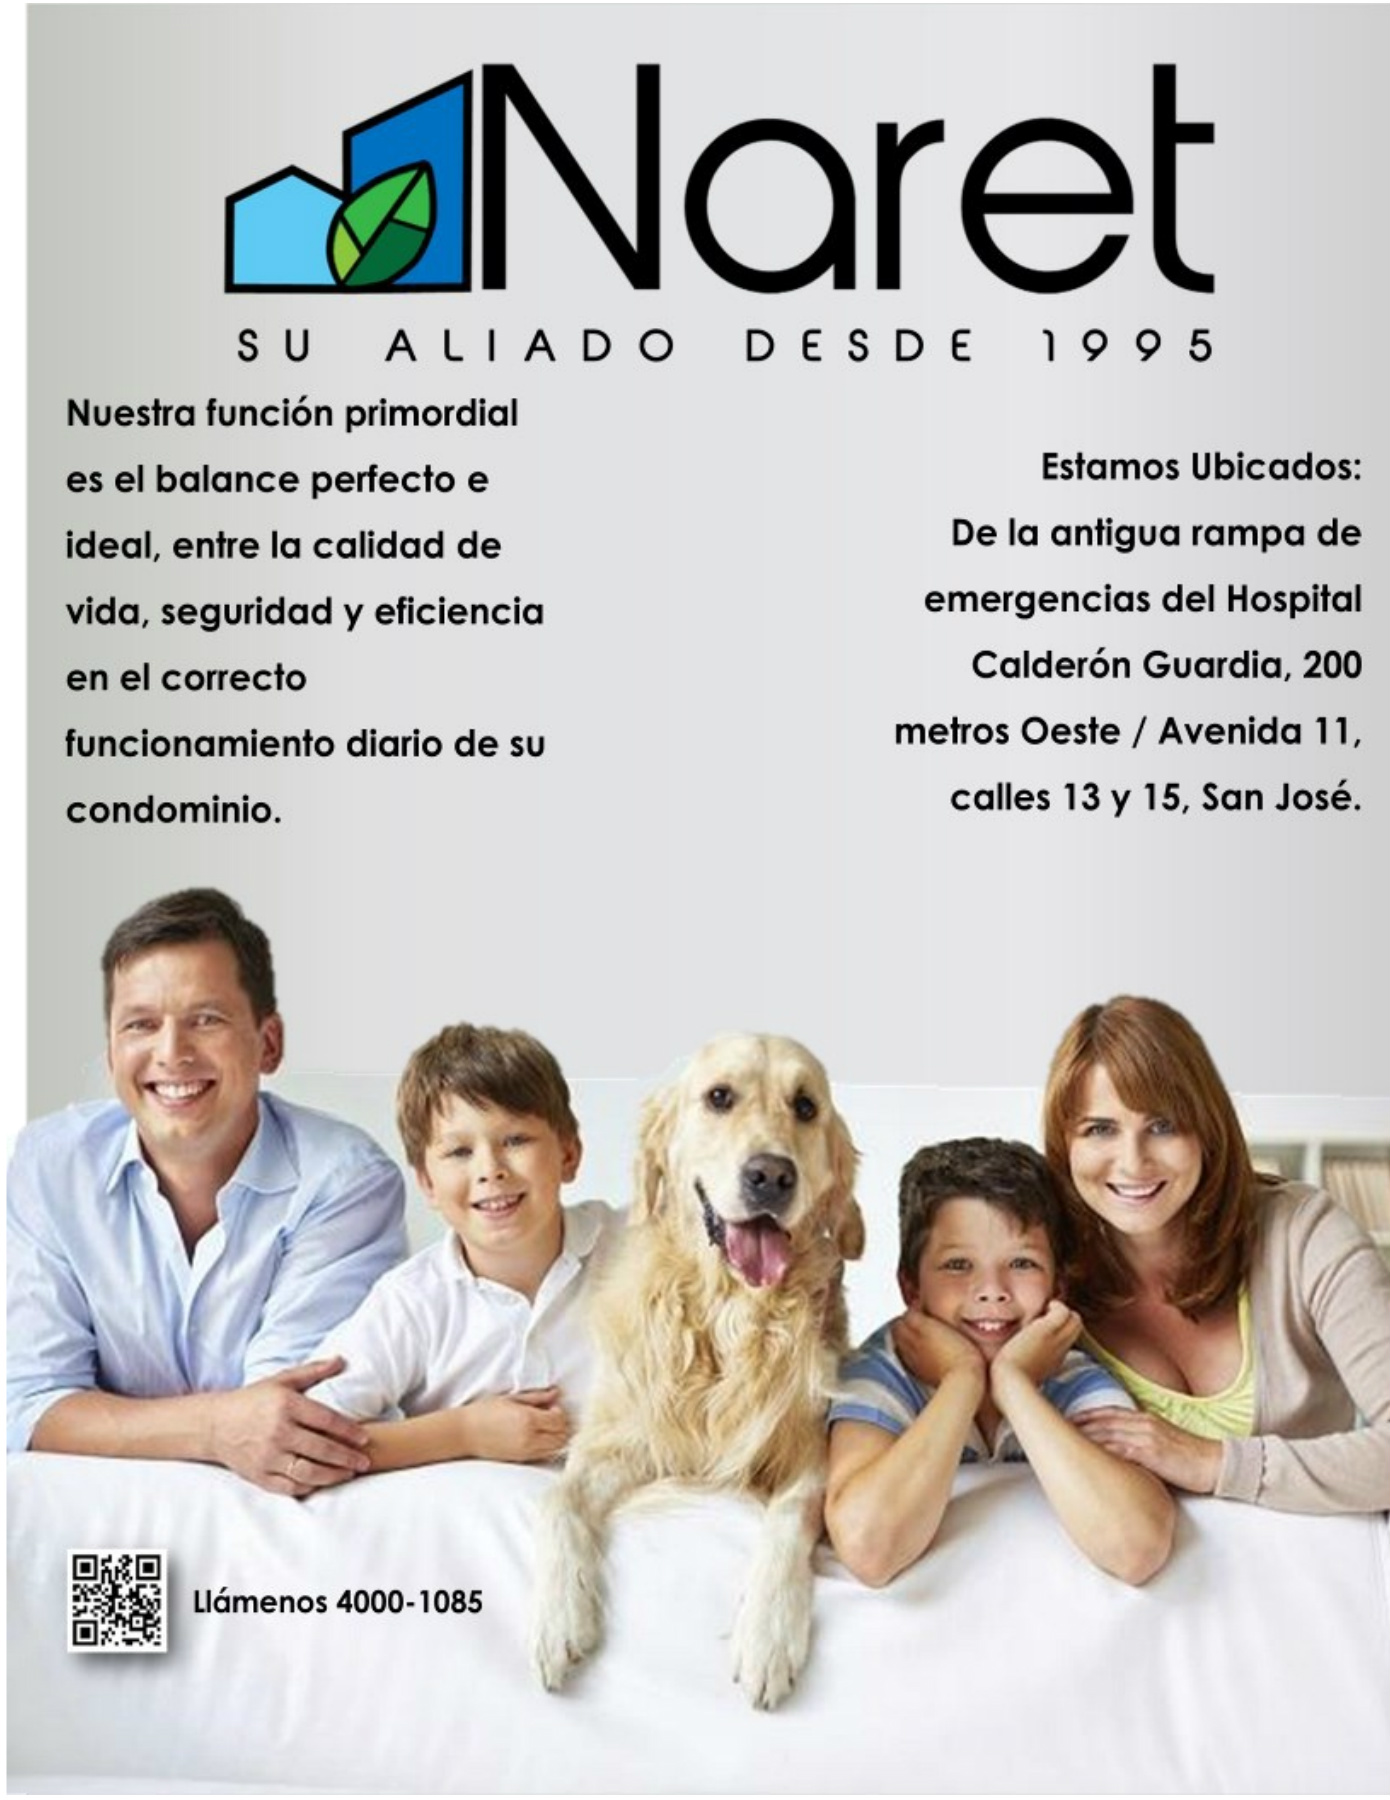 Naret
SU ALIADO DESDE 1995
Nuestra función primordial
es el balance perfecto e
ideal, entre la calidad de
vida, seguridad y eficiencia
en el correcto
funcionamiento diario de su
condominio.
Estamos Ubicados:
De la antigua rampa de
emergencias del Hospital
Calderón Guardia, 200
metros Oeste / Avenida 11,
calles 13 y 15, San José.
Llámenos 4000-1085